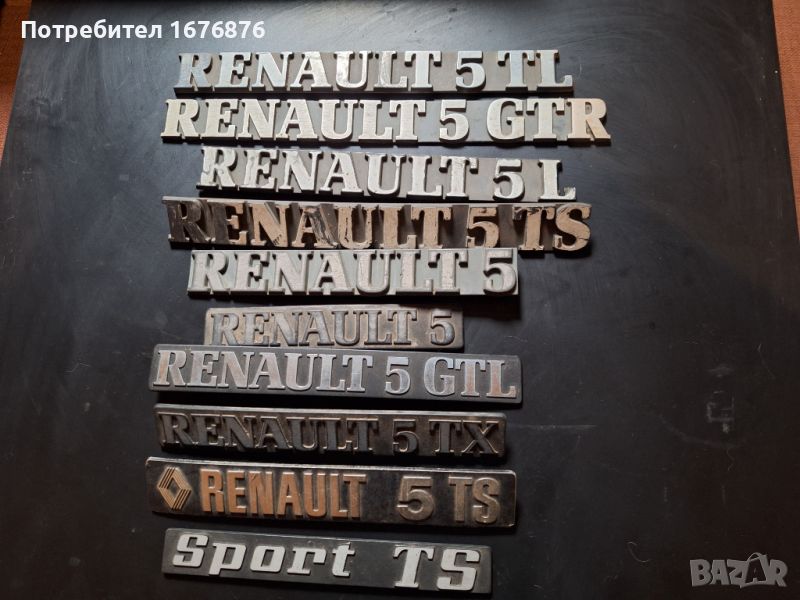 Потребител 1676876
RENAULT 5 TL
RENAULT 5 GTR
RENAULT 5 L
RENAULT 5 TS
RENAULT 5
RENAULT 5
RENAULT 5 GTL
RENAULT 5 TX
RENAULT 5 TS
Sport TS
BAZAR